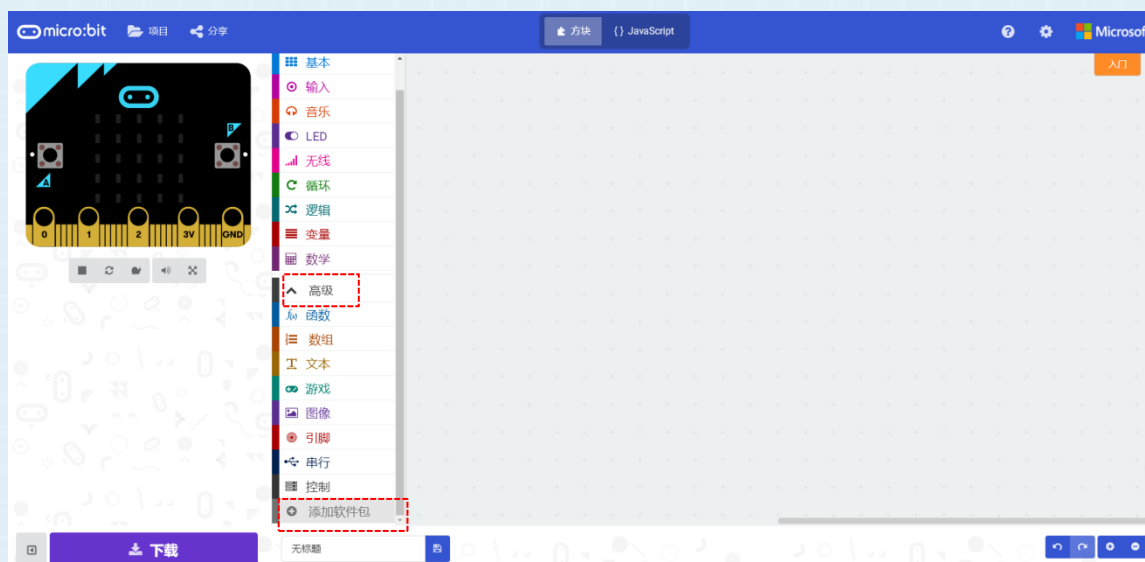 micro:bit 项目 分享 方块 {} JavaScript Microsof
入门
基本
输入
音乐
LED
无线
循环
逻辑
变量
数学
高级
函数
数组
文本
游戏
图像
引脚
串行
控制
添加软件包
B
A
0 1 2 3V GND
下载
无标题